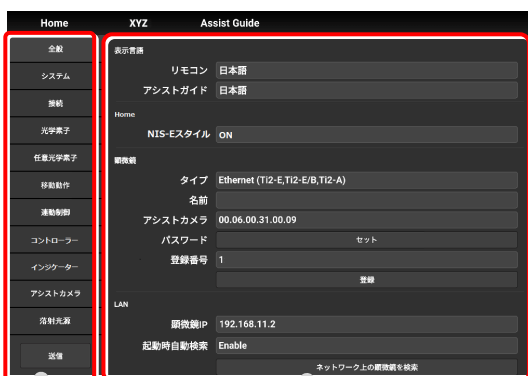 Home XYZ Assist Guide
全般
システム
接続
光学素子
任意光学素子
移動動作
連動制御
コントローラー
インジケーター
アシストカメラ
落射光源
送信
表示言語
リモコン 日本語
アシストガイド 日本語
Home
NIS-Eスタイル ON
顕微鏡
タイプ Ethernet (Ti2-E,Ti2-E/B,Ti2-A)
名前
アシストカメラ 00.06.00.31.00.09
パスワード セット
登録番号 1
登録
LAN
顕微鏡IP 192.168.11.2
起動時自動検索 Enable
ネットワーク上の顕微鏡を検索